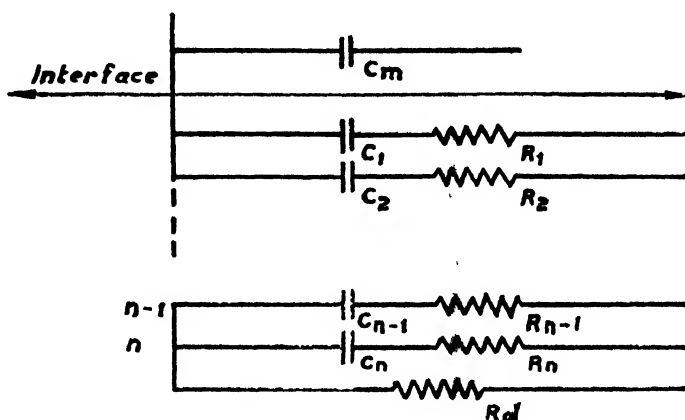 Cm
Interface
C1 R1
C2 R2
n-1
Cn-1 Rn-1
n
Cn Rn
Rd